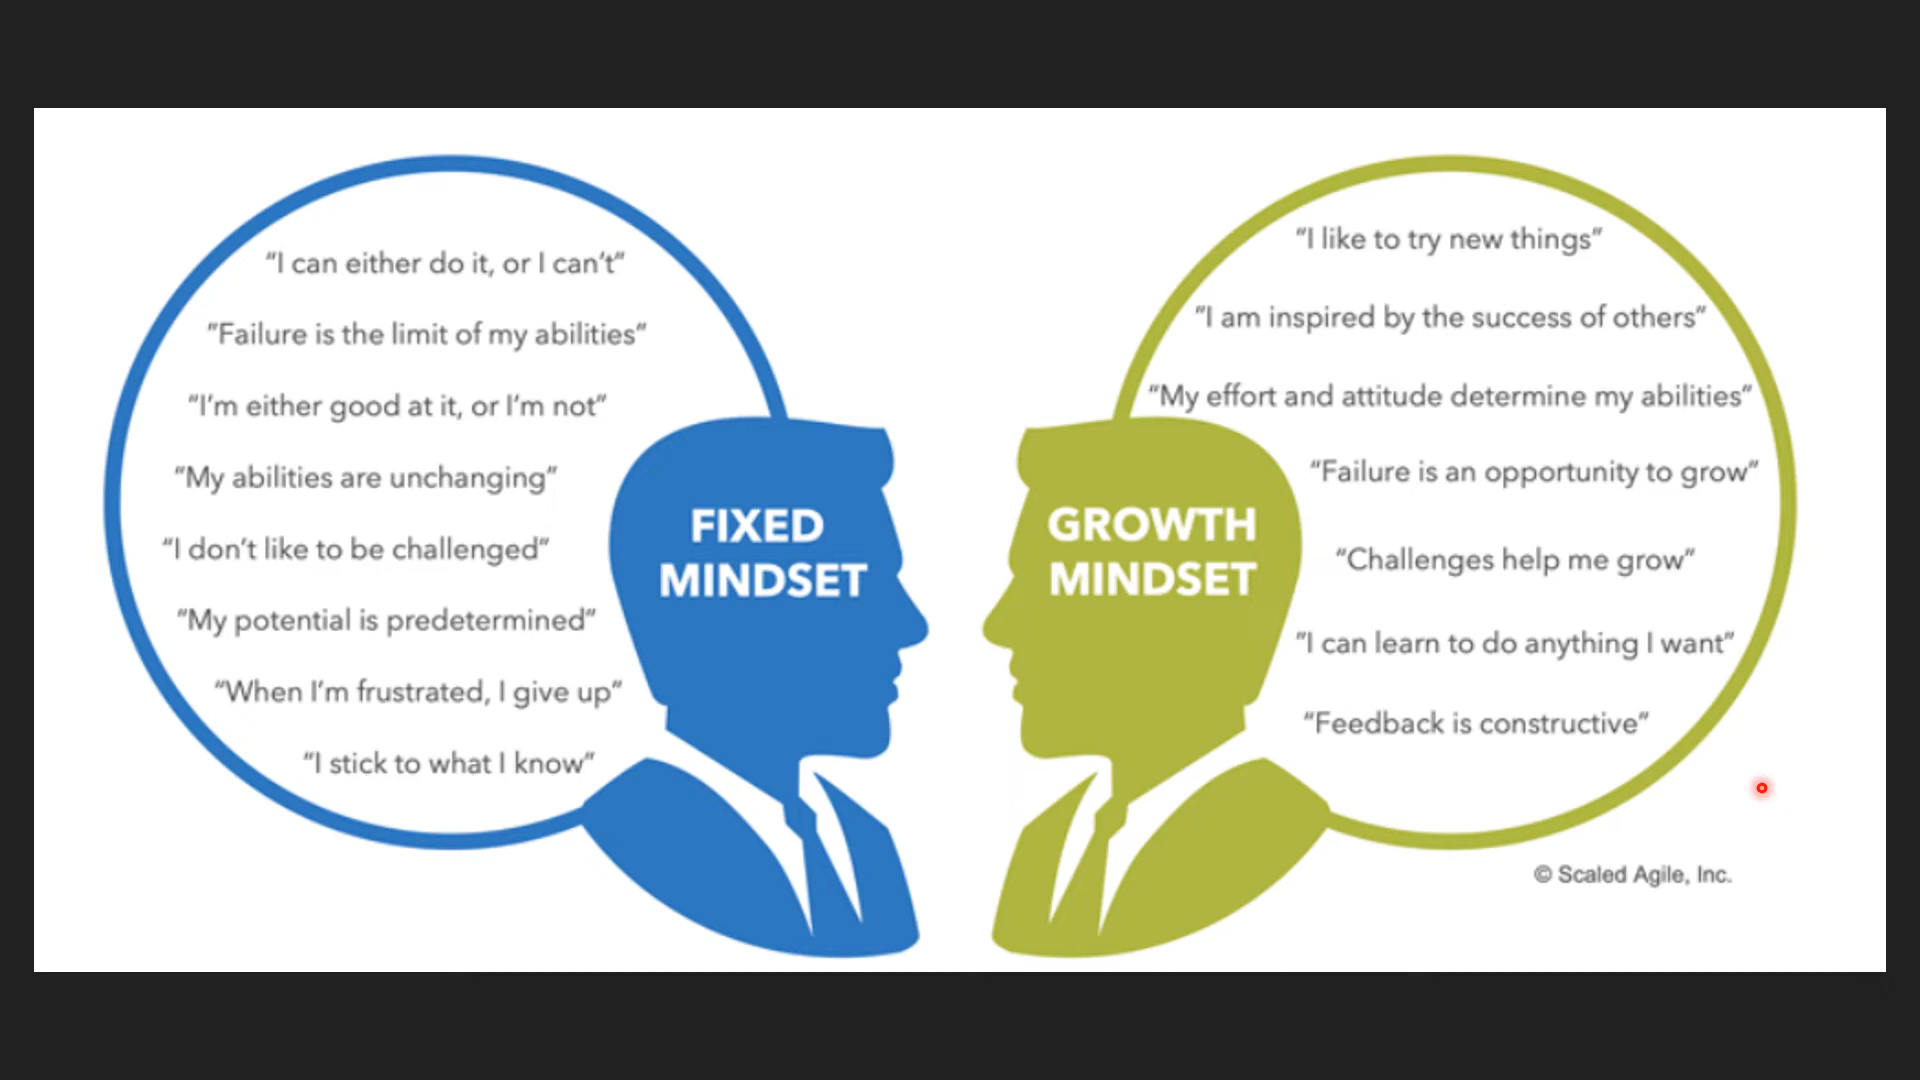 “I can either do it, or I can’t”
“Failure is the limit of my abilities”
“I’m either good at it, or I’m not”
“My abilities are unchanging”
“I don’t like to be challenged”
“My potential is predetermined”
“When I’m frustrated, I give up”
“I stick to what I know”
FIXED
MINDSET
GROWTH
MINDSET
“I like to try new things”
“I am inspired by the success of others”
“My effort and attitude determine my abilities”
“Failure is an opportunity to grow”
“Challenges help me grow”
“I can learn to do anything I want”
“Feedback is constructive”
© Scaled Agile, Inc.